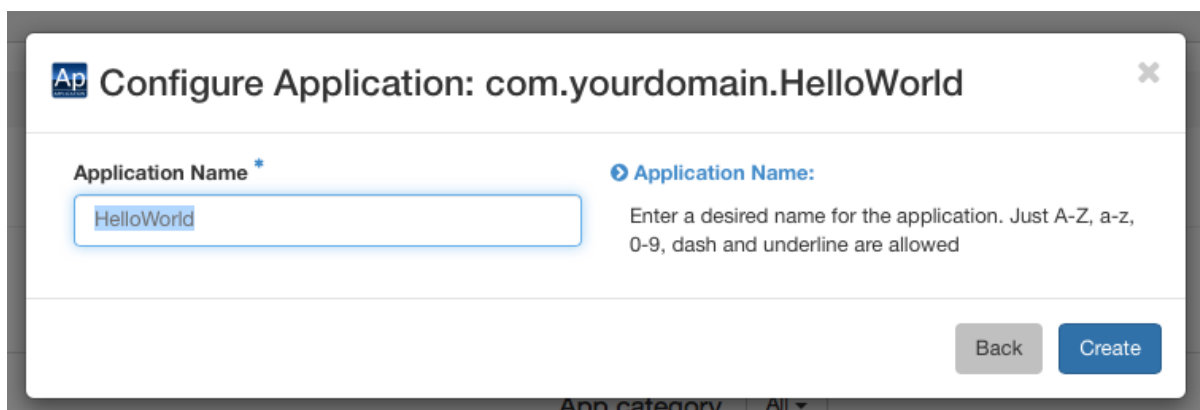 Ap Configure Application: com.yourdomain.HelloWorld ×
Application Name *
HelloWorld
Application Name:
Enter a desired name for the application. Just A-Z, a-z,
0-9, dash and underline are allowed
Back Create
App category All